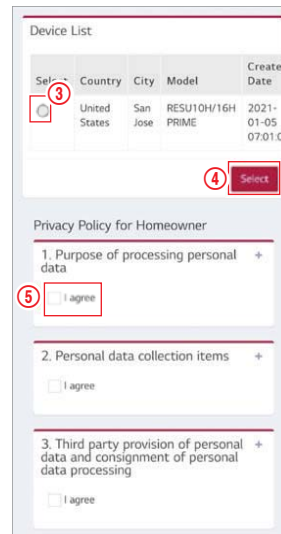 Device List
Create
Select Country City Model Date
③
United San RESU10H/16H 2021-
States Jose PRIME 01-05
07:01:0
④ Select
Privacy Policy for Homeowner
1. Purpose of processing personal +
data
⑤ I agree
2. Personal data collection items +
I agree
3. Third party provision of personal +
data and consignment of personal
data processing
I agree